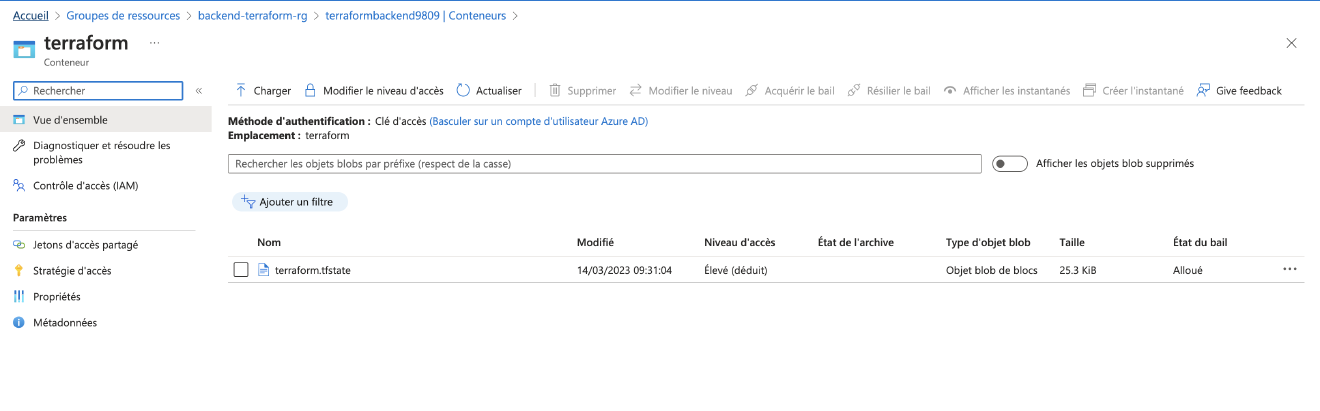 Accueil > Groupes de ressources > backend-terraform-rg > terraformbackend9809 | Conteneurs >
terraform ...
Conteneur
Rechercher «
Charger Modifier le niveau d'accès Actualiser Supprimer Modifier le niveau Acquérir le bail Résilier le bail Afficher les instantanés Créer l'instantané Give feedback
Vue d'ensemble
Diagnostiquer et résoudre les
problèmes
Contrôle d'accès (IAM)
Paramètres
Jetons d'accès partagé
Stratégie d'accès
Propriétés
Métadonnées
Méthode d'authentification : Clé d'accès (Basculer sur un compte d'utilisateur Azure AD)
Emplacement : terraform
Rechercher les objets blobs par préfixe (respect de la casse) Afficher les objets blob supprimés
Ajouter un filtre
Nom Modifié Niveau d'accès État de l'archive Type d'objet blob Taille État du bail
terraform.tfstate 14/03/2023 09:31:04 Élevé (déduit) Objet blob de blocs 25.3 KiB Alloué ...